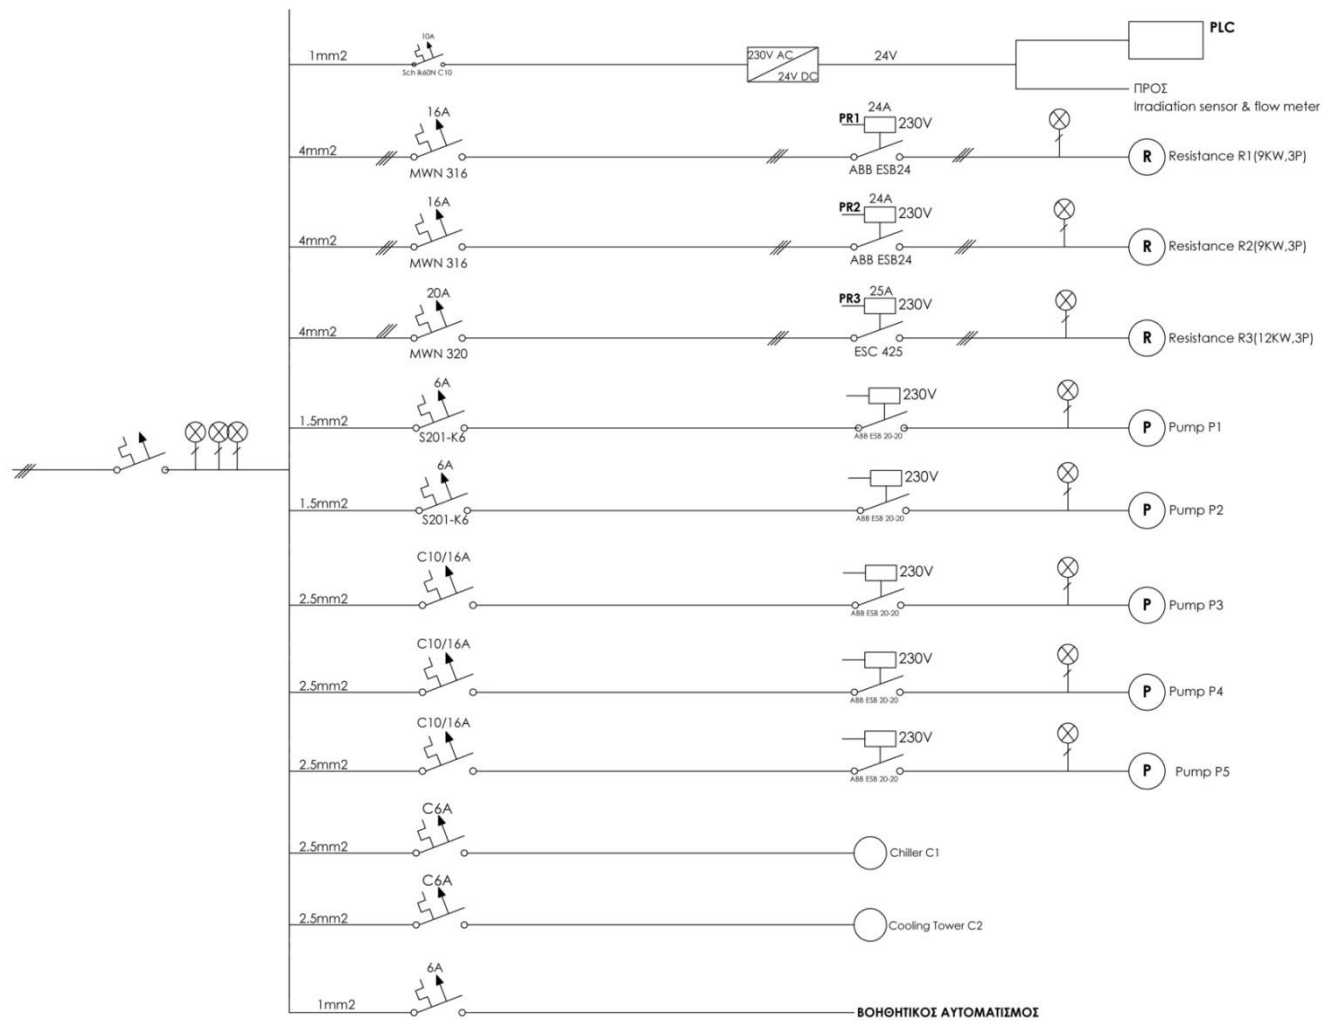 PLC
10A
1mm2
230V AC
24V
Sch ik60N C10
24V DC
ΠΡΟΣ
Irradiation sensor & flow meter
16A
24A
PR1
230V
4mm2
Resistance R1(9KW,3P)
R
MWN 316
ABB ESB24
16A
24A
PR2
230V
4mm2
R
Resistance R2(9KW,3P)
MWN 316
ABB ESB24
20A
25A
PR3
230V
4mm2
R
Resistance R3(12KW,3P)
MWN 320
ESC 425
6A
230V
1.5mm2
P
Pump P1
S201-K6
ABB ESB 20-20
6A
230V
1.5mm2
P
Pump P2
S201-K6
ABB ESB 20-20
C10/16A
230V
2.5mm2
P
Pump P3
ABB ESB 20-20
C10/16A
230V
2.5mm2
P
Pump P4
ABB ESB 20-20
C10/16A
230V
2.5mm2
P
Pump P5
ABB ESB 20-20
C6A
2.5mm2
Chiller C1
C6A
2.5mm2
Cooling Tower C2
6A
1mm2
ΒΟΗΘΗΤΙΚΟΣ ΑΥΤΟΜΑΤΙΣΜΟΣ